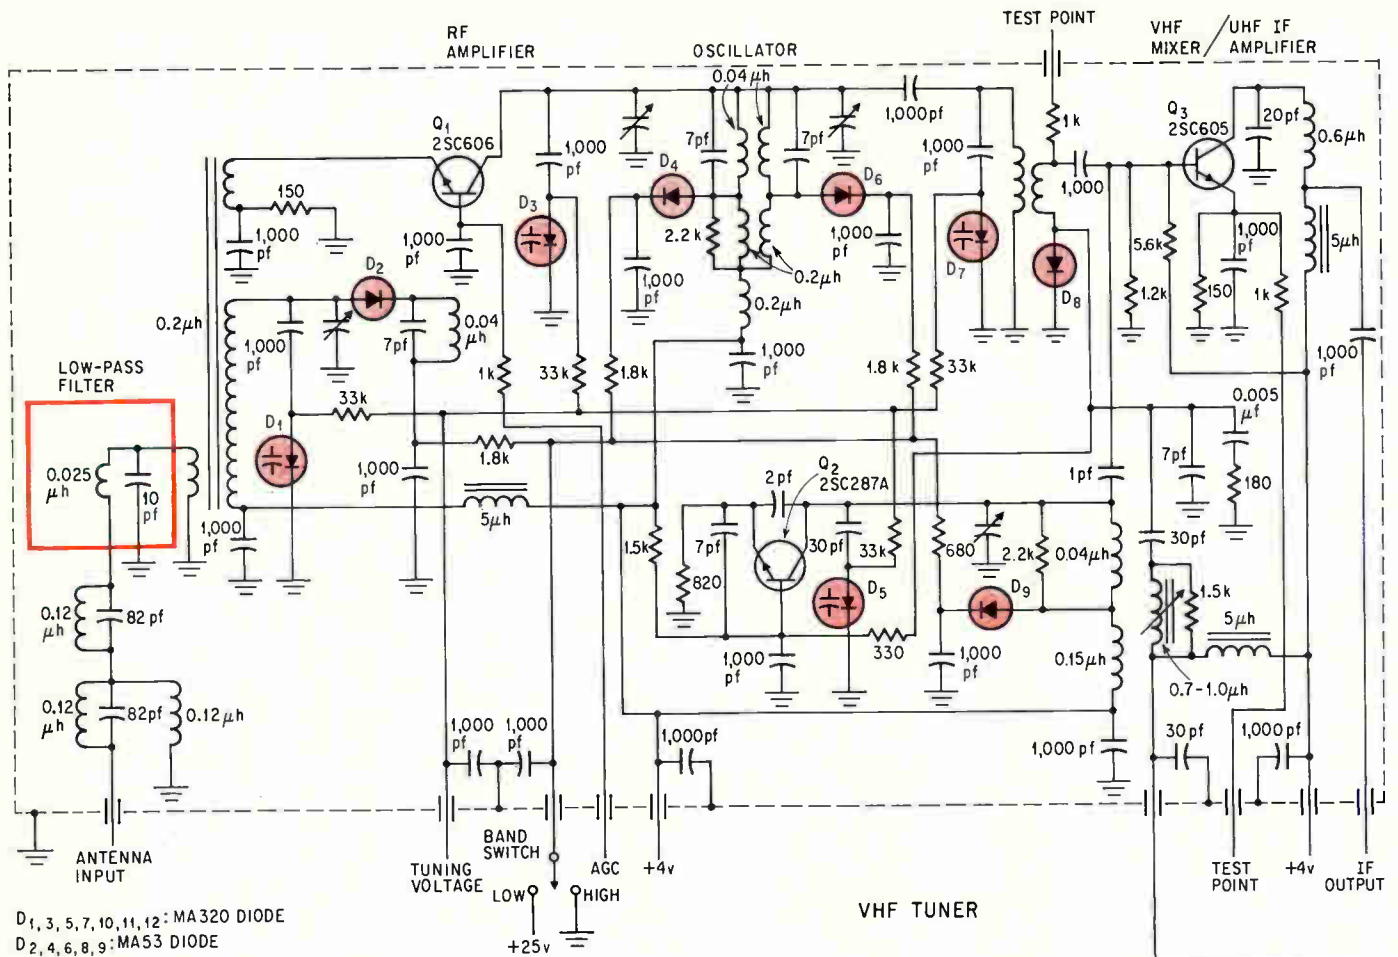 TEST POINT
VHF MIXER / UHF IF AMPLIFIER
RF AMPLIFIER
OSCILLATOR
0.04μh
1,000pf
1k
Q3
2SC605
20pf
0.6μh
Q1
2SC606
7pf
7pf
1,000 pf
1,000 pf
D4
D6
1,000
150
D3
2.2k
1,000 pf
D7
5.6k
1,000 pf
5μh
1,000 pf
1,000 pf
D2
1,000 pf
0.2μh
D8
1.2k
150
1k
0.2μh
0.2μh
0.04 μh
1,000 pf
7pf
1,000 pf
1,000 pf
LOW-PASS FILTER
1k
33k
1.8k
1.8k
33k
0.005 μf
33k
D1
1.8k
0.025 μh
10 pf
1,000 pf
2pf
Q2
2SC287A
1pf
7pf
180
1,000 pf
5μh
1.5k
7pf
30pf
33k
680
2.2k
0.04μh
30pf
820
D5
D9
1.5k
0.12 μh
82pf
5μh
330
1,000 pf
1,000 pf
0.15μh
0.7-1.0μh
0.12 μh
82pf
0.12μh
1,000 pf
1,000 pf
1,000pf
1,000pf
30pf
1,000pf
ANTENNA INPUT
TUNING VOLTAGE
BAND SWITCH
AGC
+4v
TEST POINT
+4v
IF OUTPUT
LOW
HIGH
+25v
VHF TUNER
D1, 3, 5, 7, 10, 11, 12: MA320 DIODE
D2, 4, 6, 8, 9: MA53 DIODE